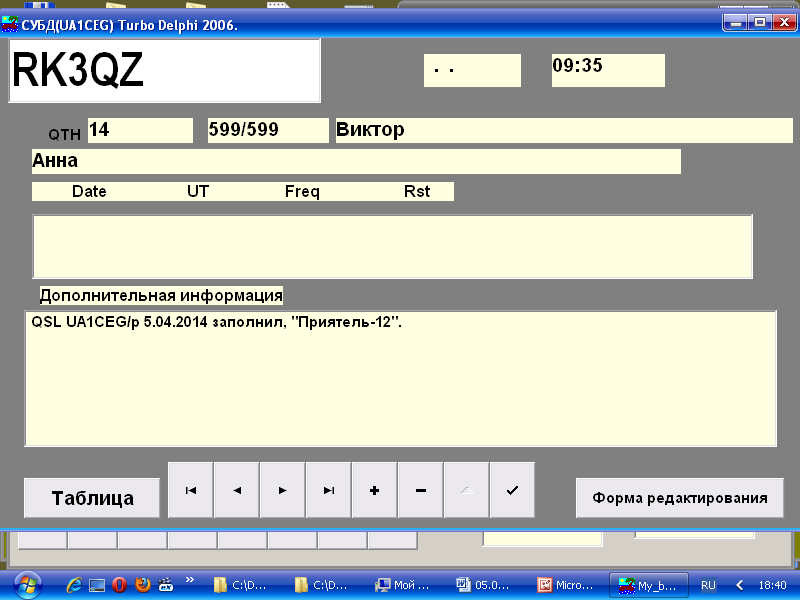 СУБД(UA1CEG) Turbo Delphi 2006.
RK3QZ
. .
09:35
QTH 14 599/599 Виктор
Анна
Date UT Freq Rst
Дополнительная информация
QSL UA1CEG/p 5.04.2014 заполнил, "Приятель-12".
Таблица
Форма редактирования
C:\D... C:\D... Мой ... 05.0... Micro... My_b... RU 18:40